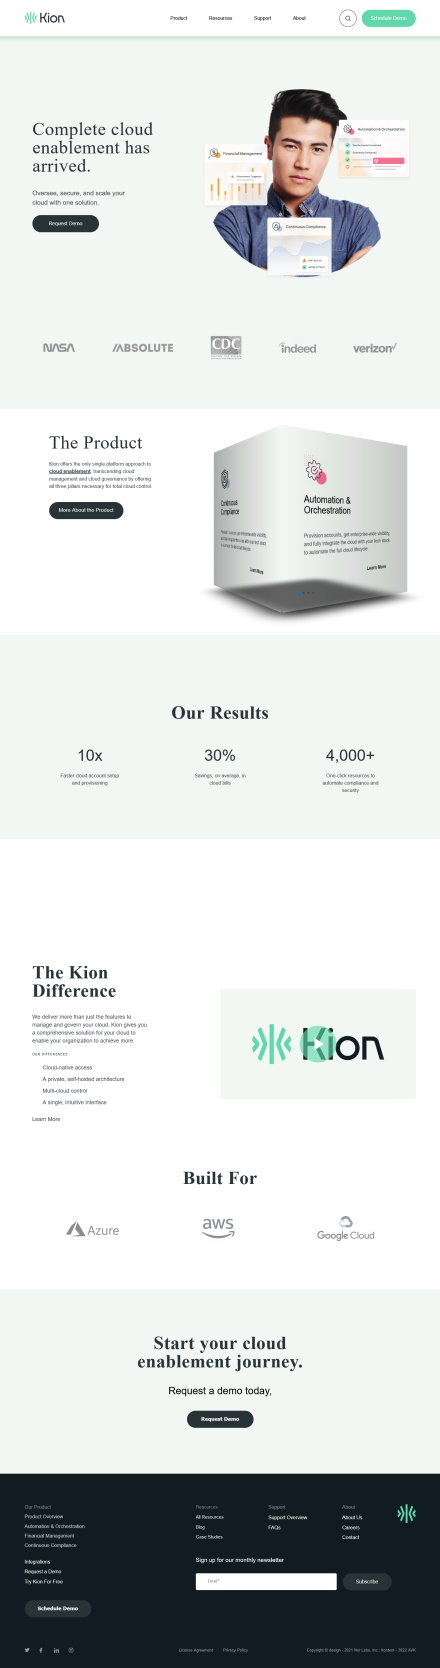 Kion
Product
Resources
Support
About
Schedule Demo
Complete cloud
enablement has
arrived.
Oversee, secure, and scale your
cloud with one solution.
Request Demo
Financial Management
Automation & Orchestration
Continuous Compliance
NASA
/ABSOLUTE
CDC
indeed
verizon
The Product
Kion offers the only single platform approach to
cloud enablement, transcending cloud
management and cloud governance by offering
all three pillars necessary for total cloud control.
More About the Product
Continuous
Compliance
Learn More
Automation &
Orchestration
Provision accounts, get enterprise-wide visibility,
and fully integrate the cloud with your tech stack
to automate the full cloud lifecycle.
Learn More
Our Results
10x
Faster cloud account setup
and provisioning
30%
Savings, on average, in
cloud bills
4,000+
One-click resources to
automate compliance and
security
The Kion
Difference
We deliver more than just the features to
manage and govern your cloud. Kion gives you
a comprehensive solution for your cloud to
enable your organization to achieve more.
OUR DIFFERENCES
Cloud-native access
A private, self-hosted architecture
Multi-cloud control
A single, intuitive interface
Learn More
Kion
Built For
Azure
aws
Google Cloud
Start your cloud
enablement journey.
Request a demo today,
Request Demo
Our Product
Product Overview
Automation & Orchestration
Financial Management
Continuous Compliance
Integrations
Request a Demo
Try Kion For Free
Schedule Demo
Resources
All Resources
Blog
Case Studies
Support
Support Overview
FAQs
About
About Us
Careers
Contact
Sign up for our monthly newsletter
Email*
Subscribe
License Agreement
Privacy Policy